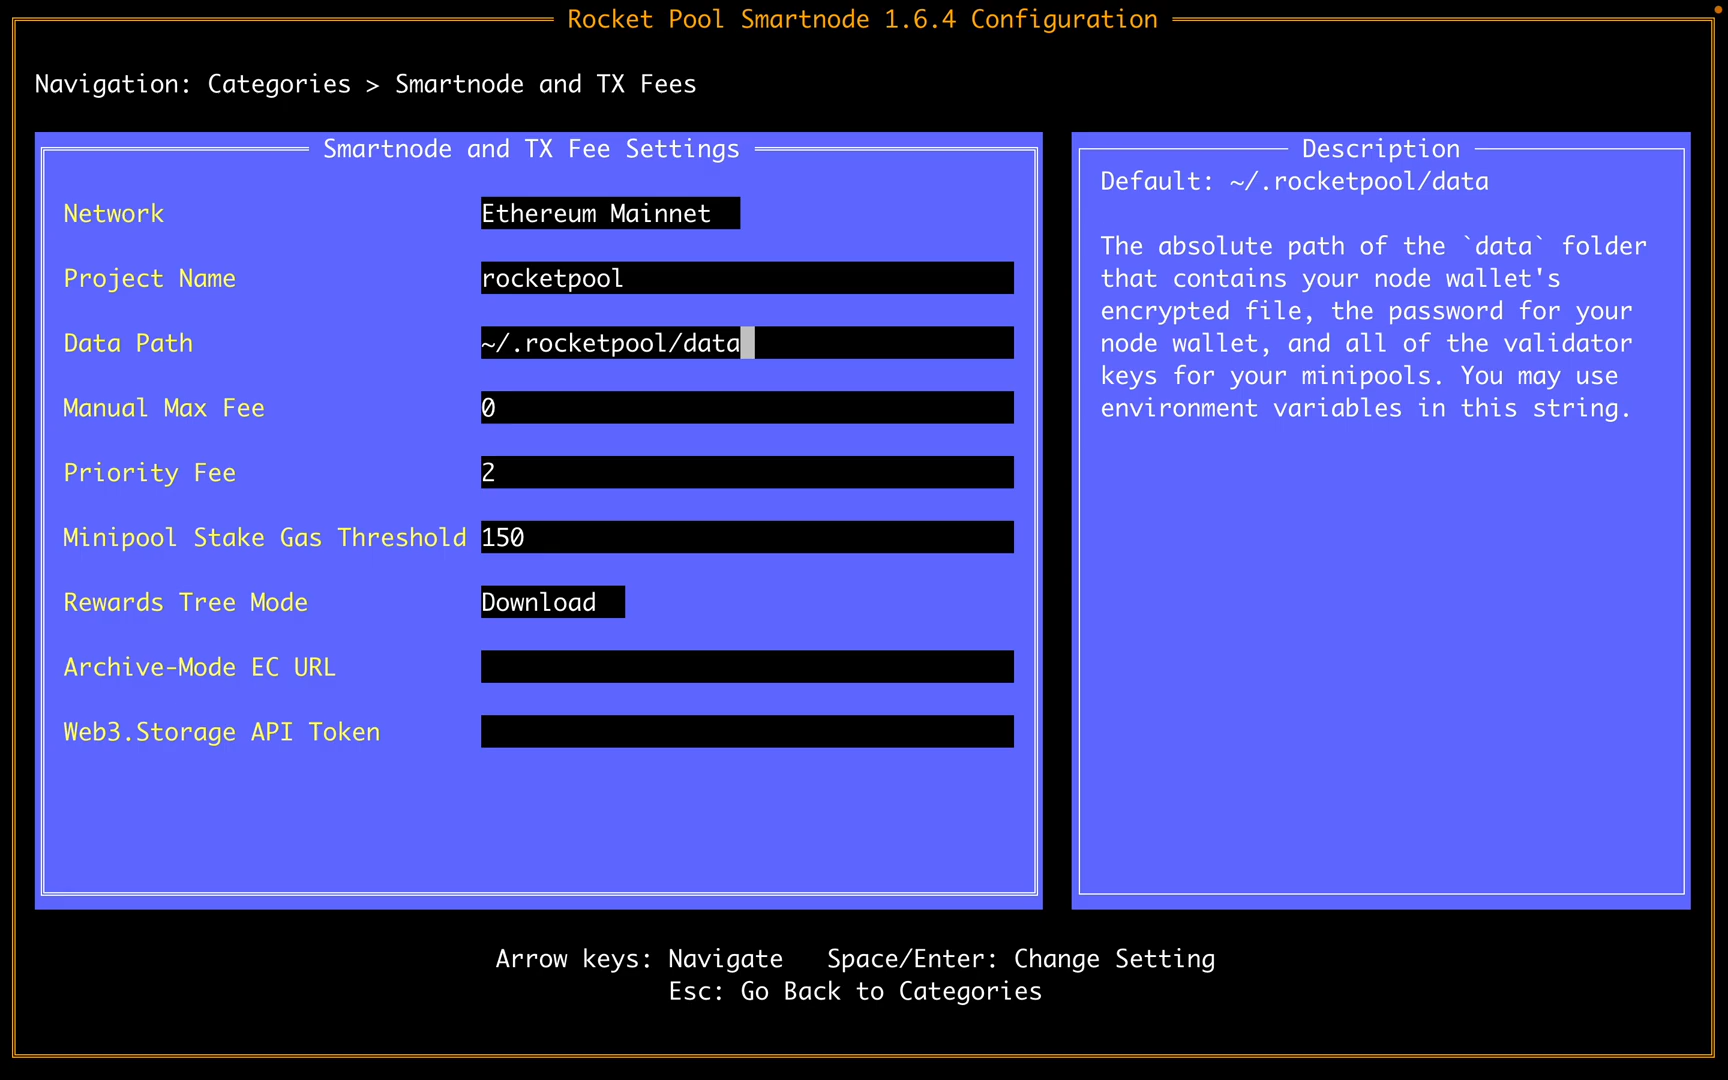 Rocket Pool Smartnode 1.6.4 Configuration
Navigation: Categories > Smartnode and TX Fees
Smartnode and TX Fee Settings
Network Ethereum Mainnet
Project Name rocketpool
Data Path ~/.rocketpool/data
Manual Max Fee 0
Priority Fee 2
Minipool Stake Gas Threshold 150
Rewards Tree Mode Download
Archive-Mode EC URL
Web3.Storage API Token
Description
Default: ~/.rocketpool/data
The absolute path of the `data` folder
that contains your node wallet's
encrypted file, the password for your
node wallet, and all of the validator
keys for your minipools. You may use
environment variables in this string.
Arrow keys: Navigate Space/Enter: Change Setting
Esc: Go Back to Categories